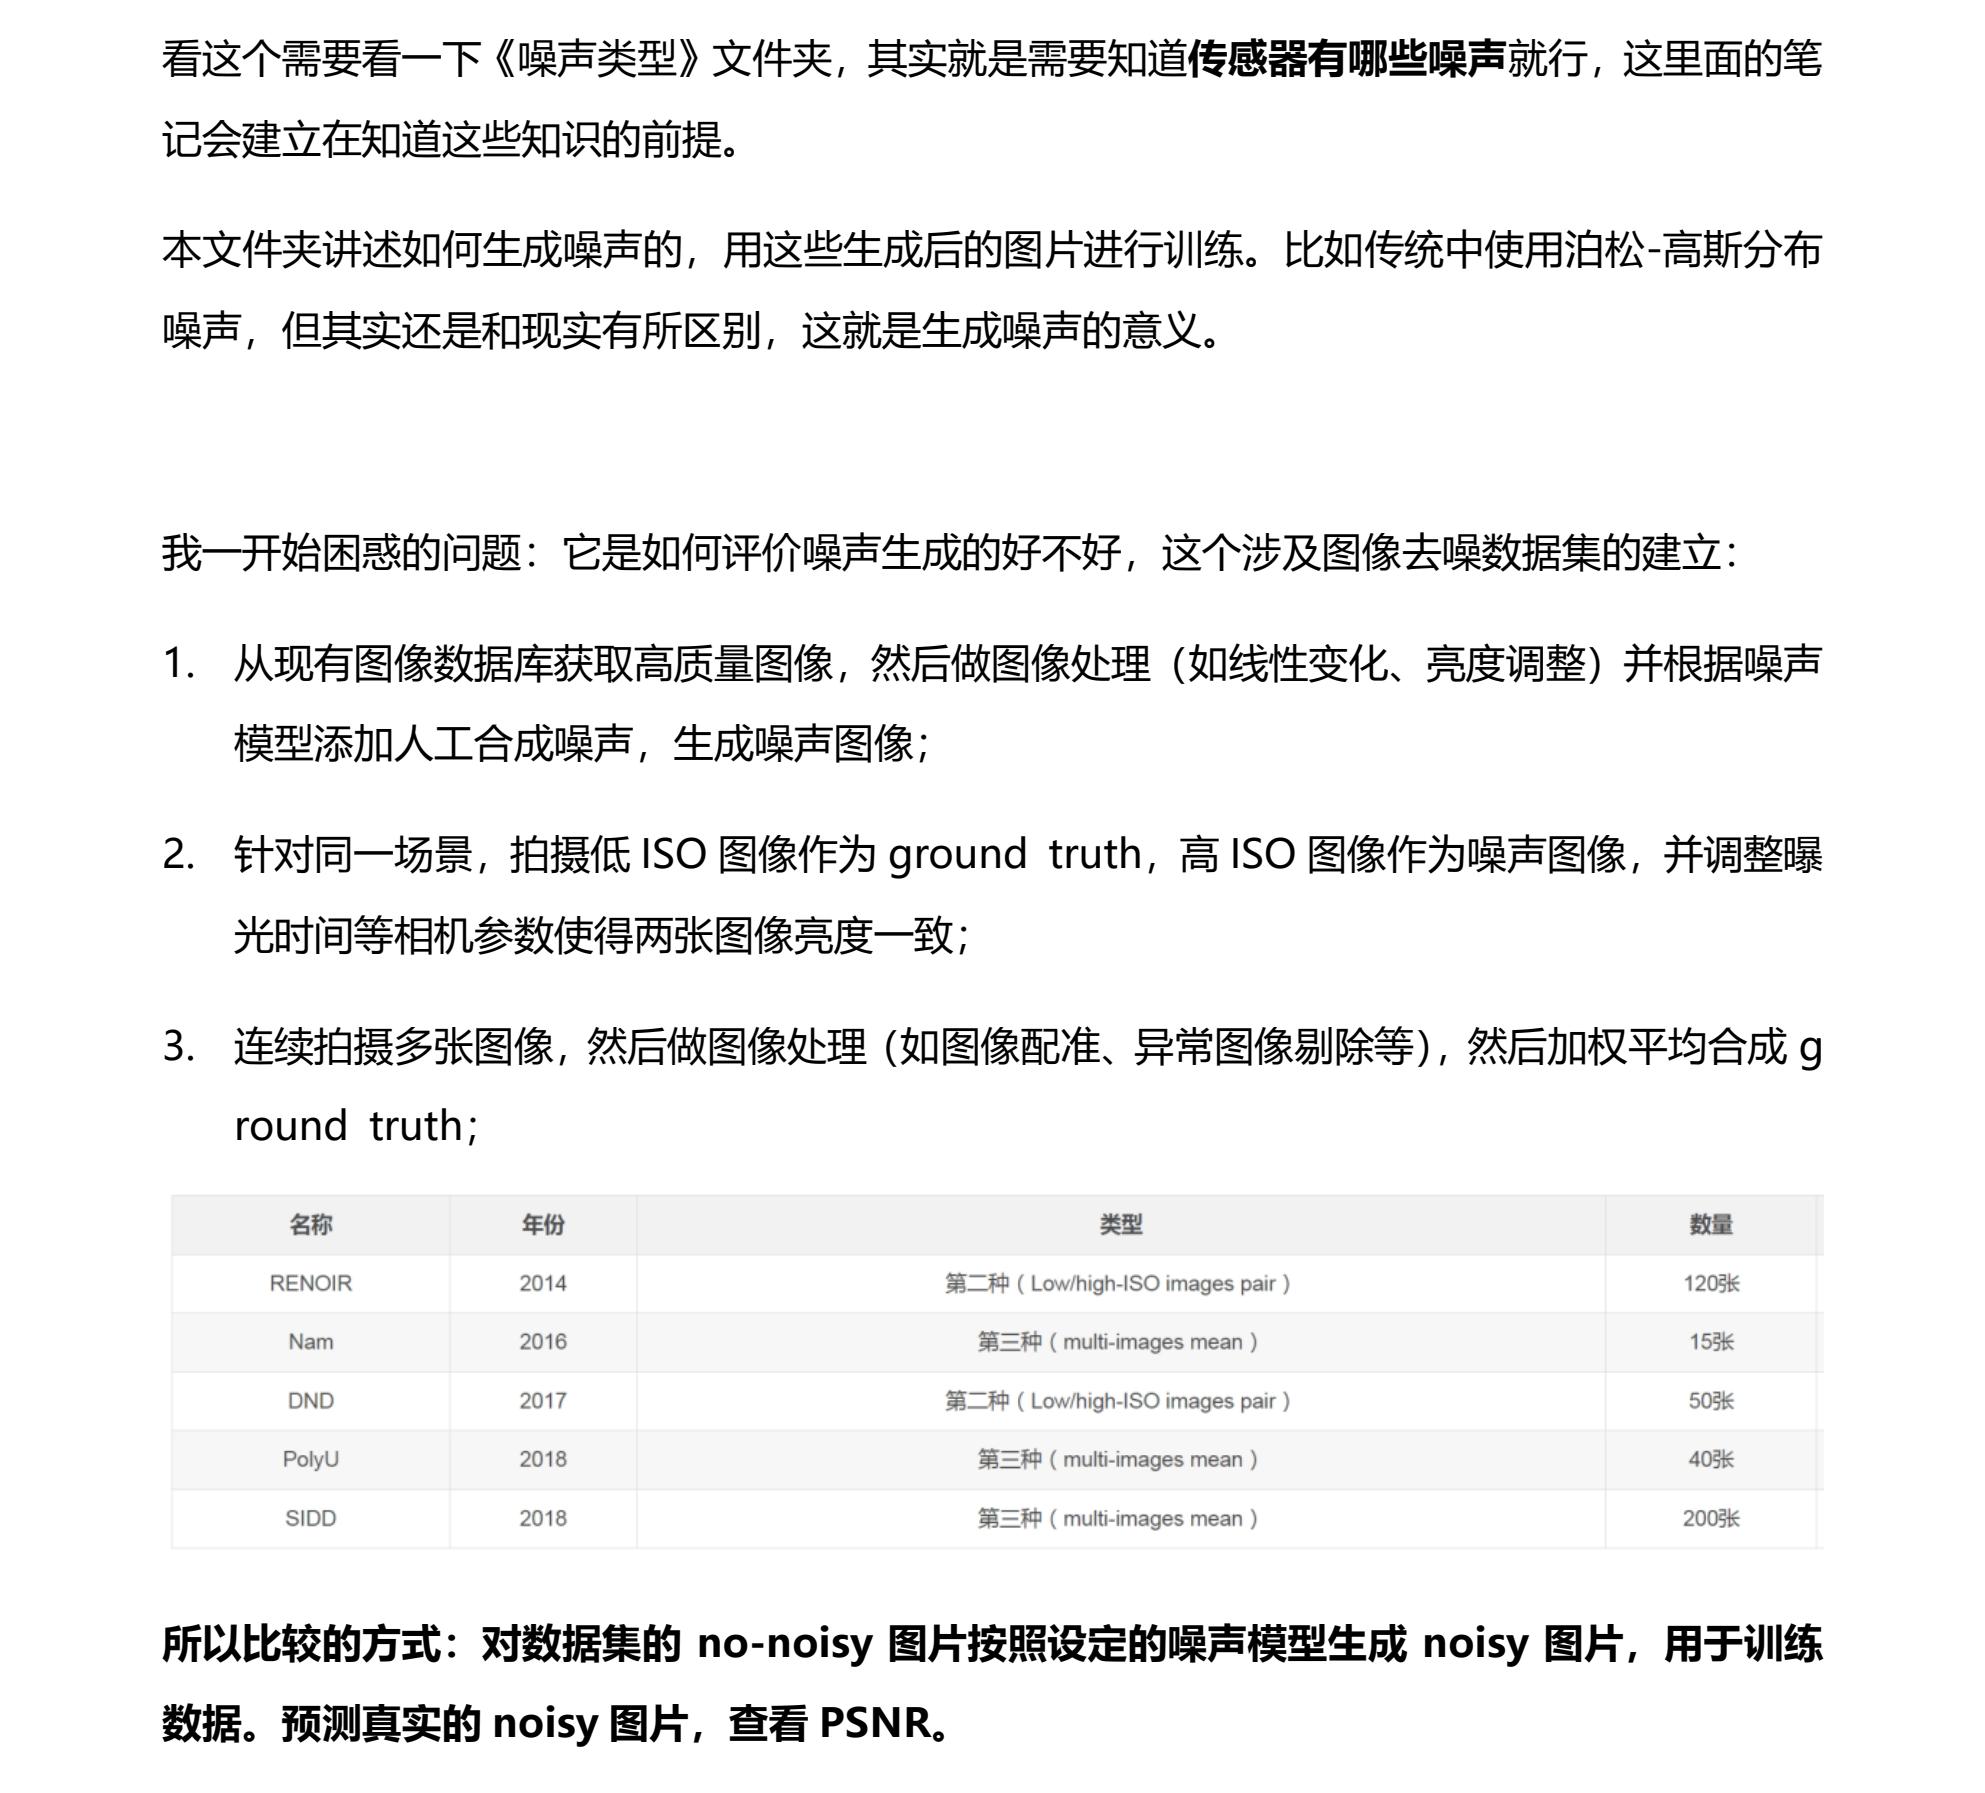 看这个需要看一下《噪声类型》文件夹，其实就是需要知道传感器有哪些噪声就行，这里面的笔
记会建立在知道这些知识的前提。
本文件夹讲述如何生成噪声的，用这些生成后的图片进行训练。比如传统中使用泊松-高斯分布
噪声，但其实还是和现实有所区别，这就是生成噪声的意义。
我一开始困惑的问题：它是如何评价噪声生成的好不好，这个涉及图像去噪数据集的建立：
1. 从现有图像数据库获取高质量图像，然后做图像处理（如线性变化、亮度调整）并根据噪声
模型添加人工合成噪声，生成噪声图像；
2. 针对同一场景，拍摄低 ISO 图像作为 ground truth，高 ISO 图像作为噪声图像，并调整曝
光时间等相机参数使得两张图像亮度一致；
3. 连续拍摄多张图像，然后做图像处理（如图像配准、异常图像剔除等），然后加权平均合成 g
round truth；
名称 年份 类型 数量
RENOIR 2014 第二种（Low/high-ISO images pair） 120张
Nam 2016 第三种（multi-images mean） 15张
DND 2017 第二种（Low/high-ISO images pair） 50张
PolyU 2018 第三种（multi-images mean） 40张
SIDD 2018 第三种（multi-images mean） 200张
所以比较的方式：对数据集的 no-noisy 图片按照设定的噪声模型生成 noisy 图片，用于训练
数据。预测真实的 noisy 图片，查看 PSNR。